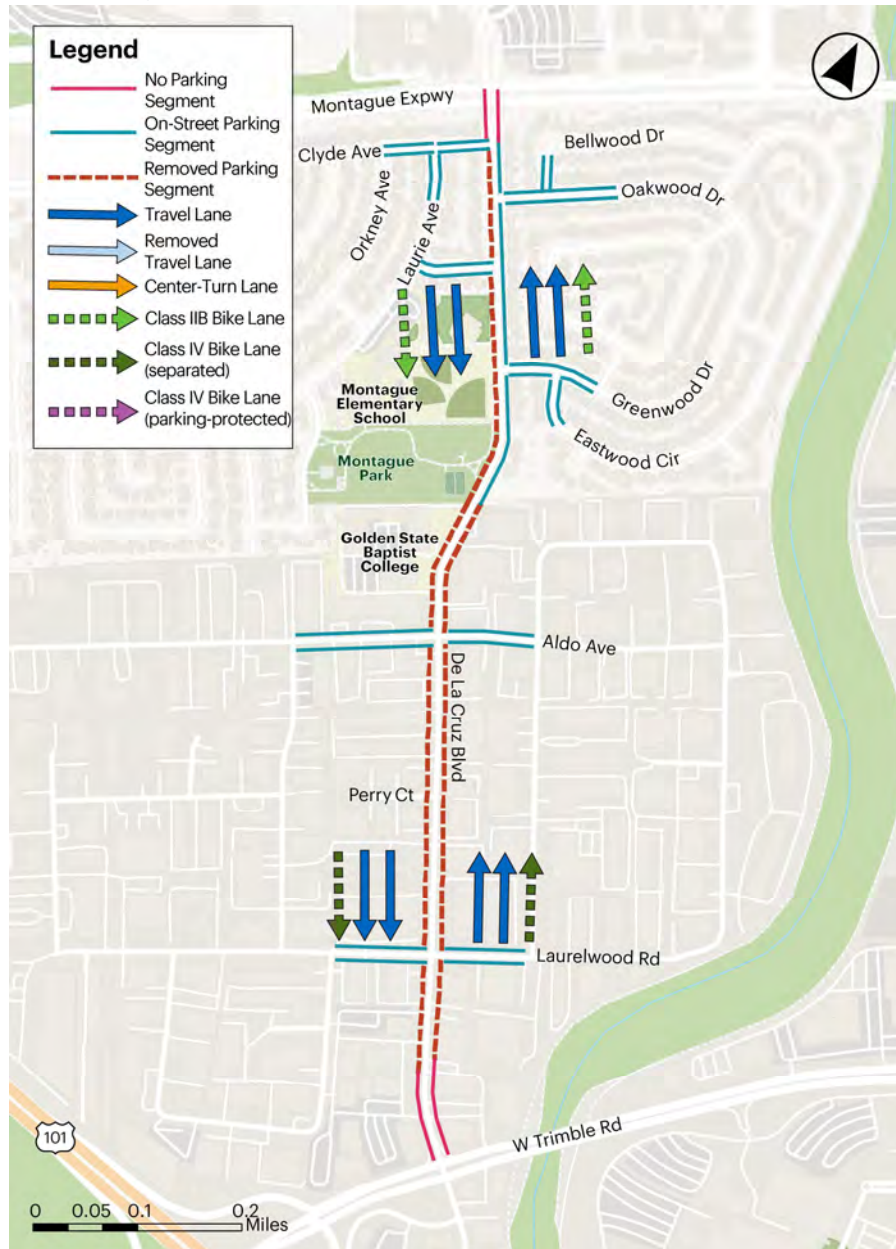 Legend
No Parking
Segment
On-Street Parking
Segment
Removed Parking
Segment
Travel Lane
Removed
Travel Lane
Center-Turn Lane
Class IIB Bike Lane
Class IV Bike Lane
(separated)
Class IV Bike Lane
(parking-protected)
Montague Expwy
Clyde Ave
Bellwood Dr
Oakwood Dr
Orkney Ave
Laurie Ave
Greenwood Dr
Eastwood Cir
Montague
Elementary
School
Montague
Park
Golden State
Baptist
College
Aldo Ave
De La Cruz Blvd
Perry Ct
Laurelwood Rd
W Trimble Rd
101
0 0.05 0.1 0.2
Miles